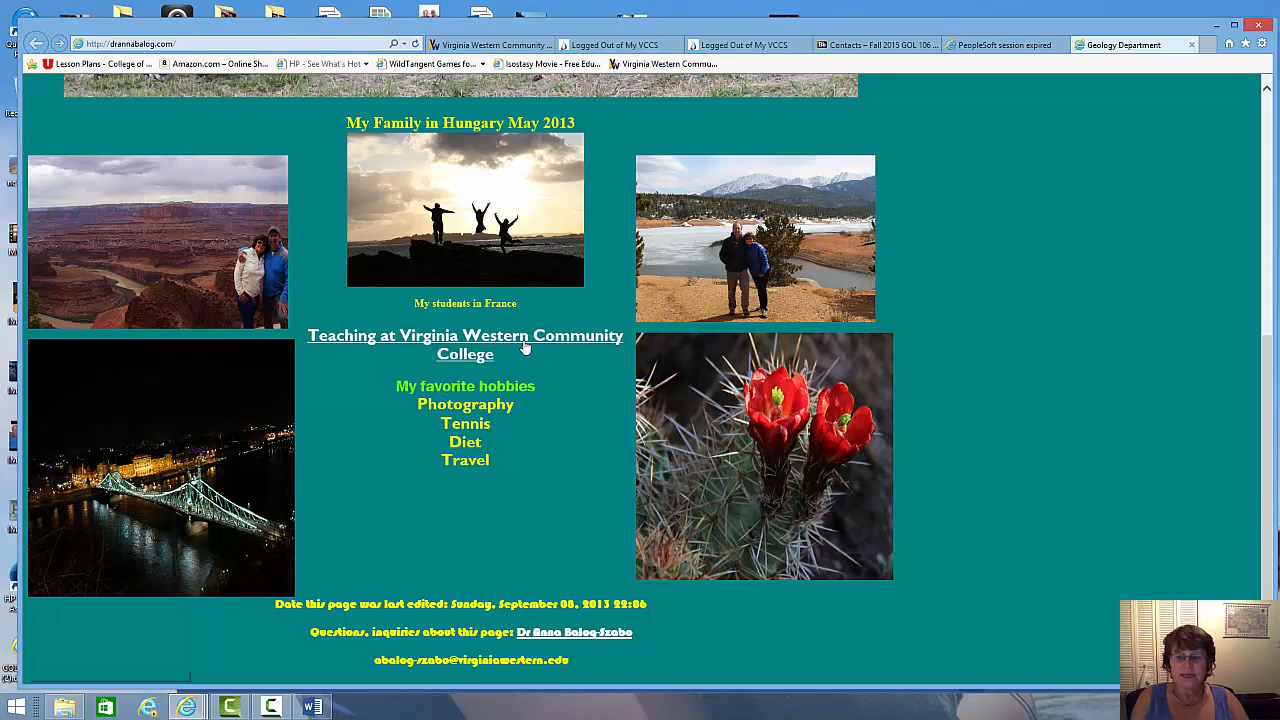 http://drannabalog.com/
Virginia Western Community ...
Logged Out of My VCCS
Logged Out of My VCCS
Contacts – Fall 2015 GOL 106 ...
PeopleSoft session expired
Geology Department
Lesson Plans - College of ...
Amazon.com – Online Sh...
HP - See What's Hot
WildTangent Games fo...
Isostasy Movie - Free Edu...
Virginia Western Commu...
My Family in Hungary May 2013
My students in France
Teaching at Virginia Western Community
College
My favorite hobbies
Photography
Tennis
Diet
Travel
Date this page was last edited: Sunday, September 08, 2013 22:06
Questions, inquiries about this page: Dr Anna Balog-Szabo
abalog-szabo@virginiawestern.edu